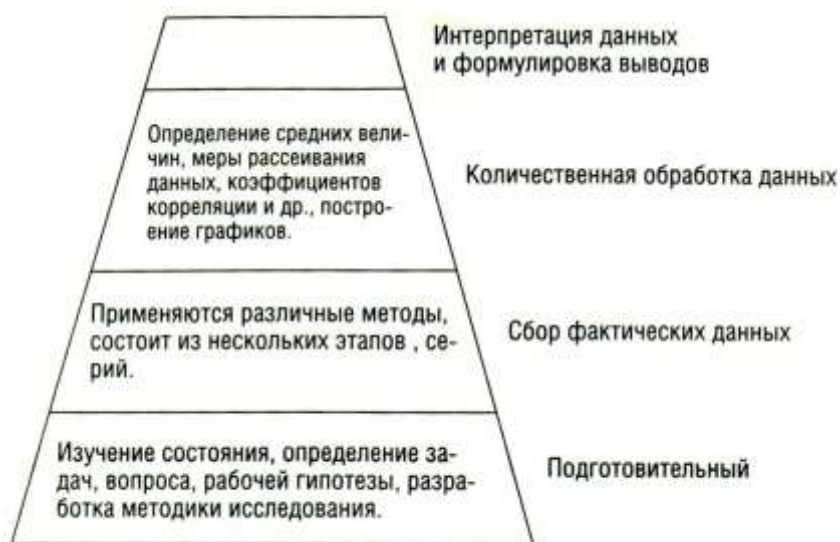 Интерпретация данных
и формулировка выводов
Определение средних вели-
чин, меры рассеивания
данных, коэффициентов
корреляции и др., постро-
ение графиков.
Количественная обработка данных
Применяются различные методы,
состоит из нескольких этапов , се-
рий.
Сбор фактических данных
Изучение состояния, определение за-
дач, вопроса, рабочей гипотезы, разра-
ботка методики исследования.
Подготовительный